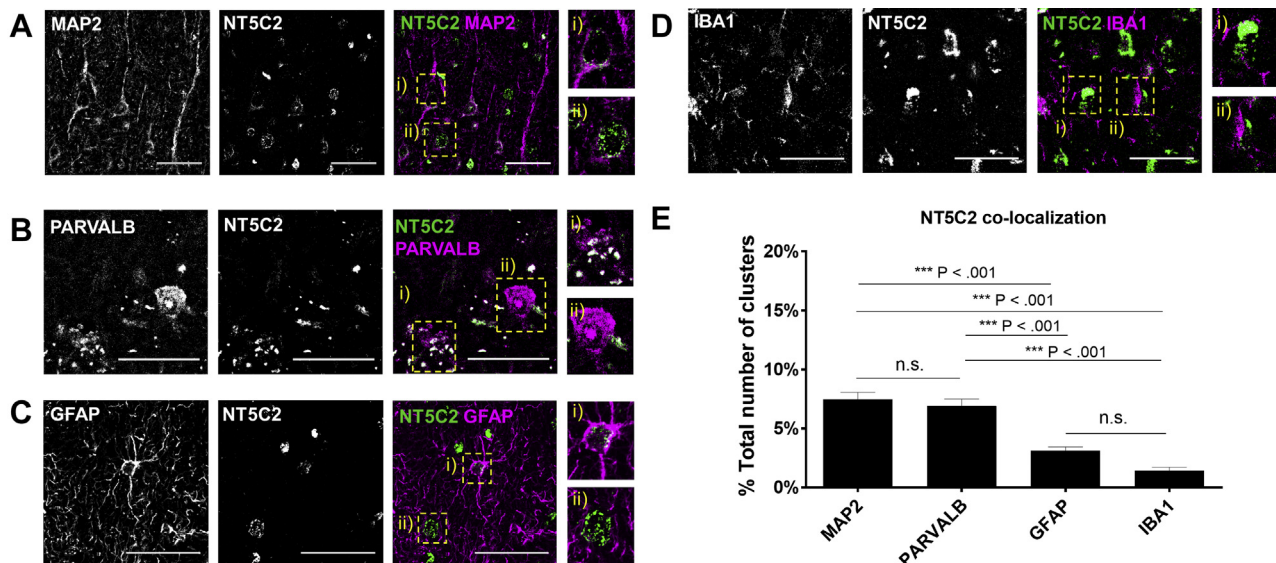 A
MAP2
NT5C2
NT5C2 MAP2
i)
ii)
i)
ii)
B
PARVALB
NT5C2
NT5C2
PARVALB
i)
ii)
i)
ii)
C
GFAP
NT5C2
NT5C2 GFAP
i)
ii)
i)
ii)
D
IBA1
NT5C2
NT5C2 IBA1
i)
ii)
i)
ii)
E
NT5C2 co-localization
% Total number of clusters
20%
15%
10%
5%
0%
*** P < .001
*** P < .001
*** P < .001
*** P < .001
n.s.
n.s.
MAP2
PARVALB
GFAP
IBA1